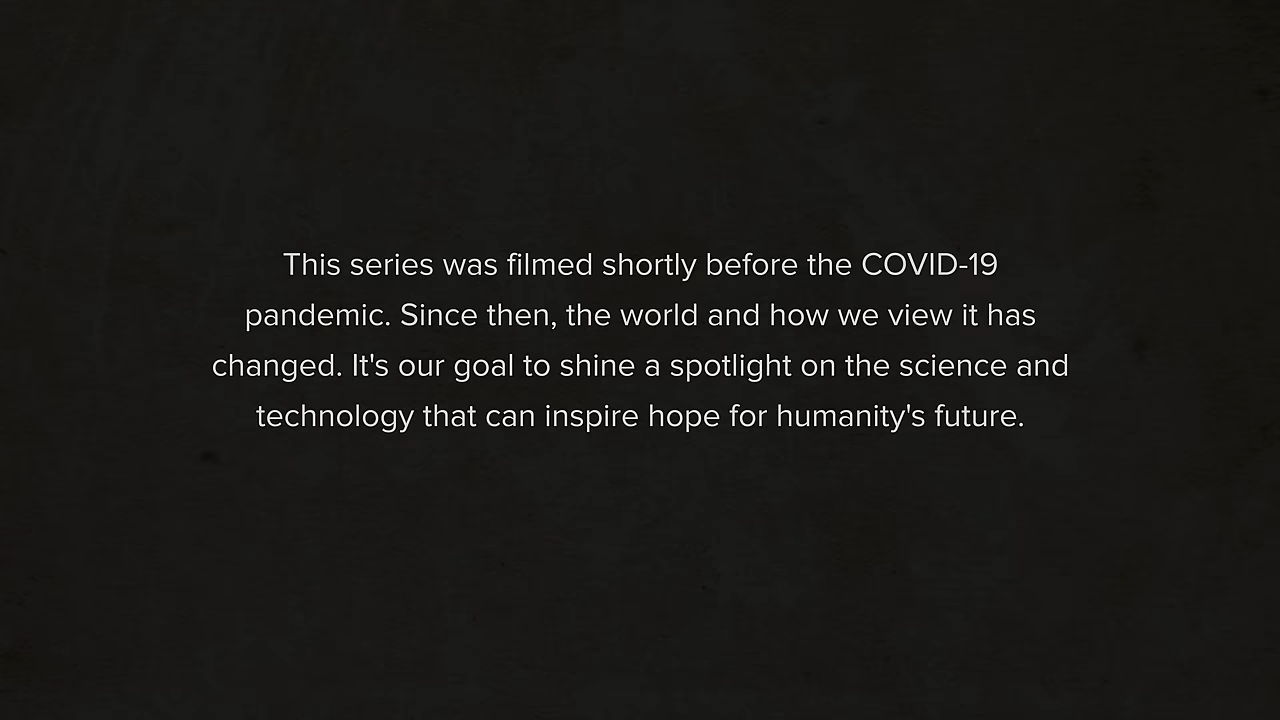 This series was filmed shortly before the COVID-19
pandemic. Since then, the world and how we view it has
changed. It's our goal to shine a spotlight on the science and
technology that can inspire hope for humanity's future.